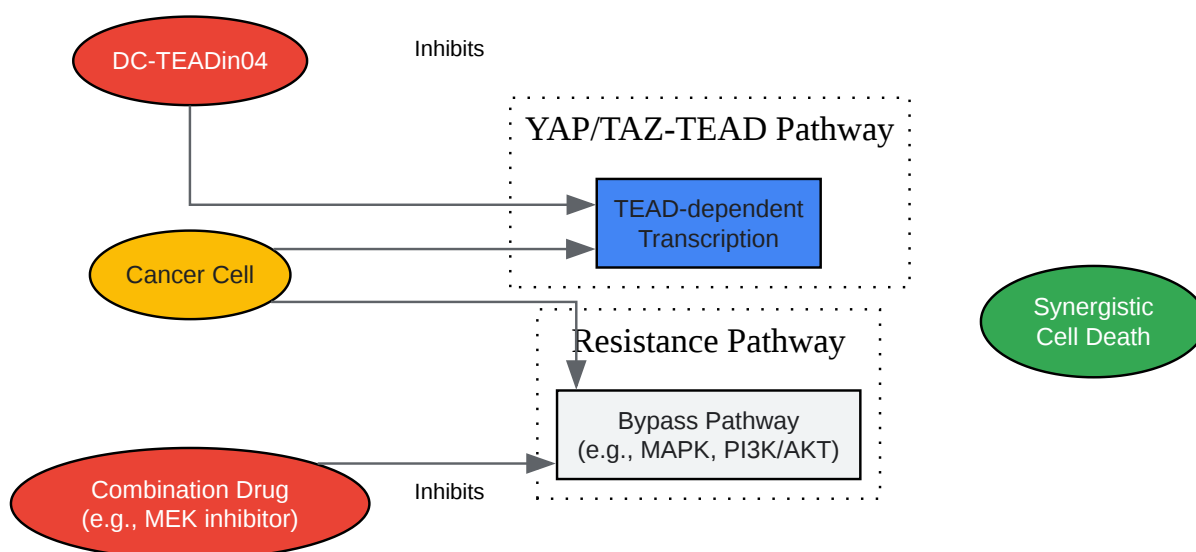 DC-TEADin04
Inhibits
YAP/TAZ-TEAD Pathway
TEAD-dependent
Transcription
Cancer Cell
Synergistic
Cell Death
Resistance Pathway
Bypass Pathway
(e.g., MAPK, PI3K/AKT)
Combination Drug
(e.g., MEK inhibitor)
Inhibits